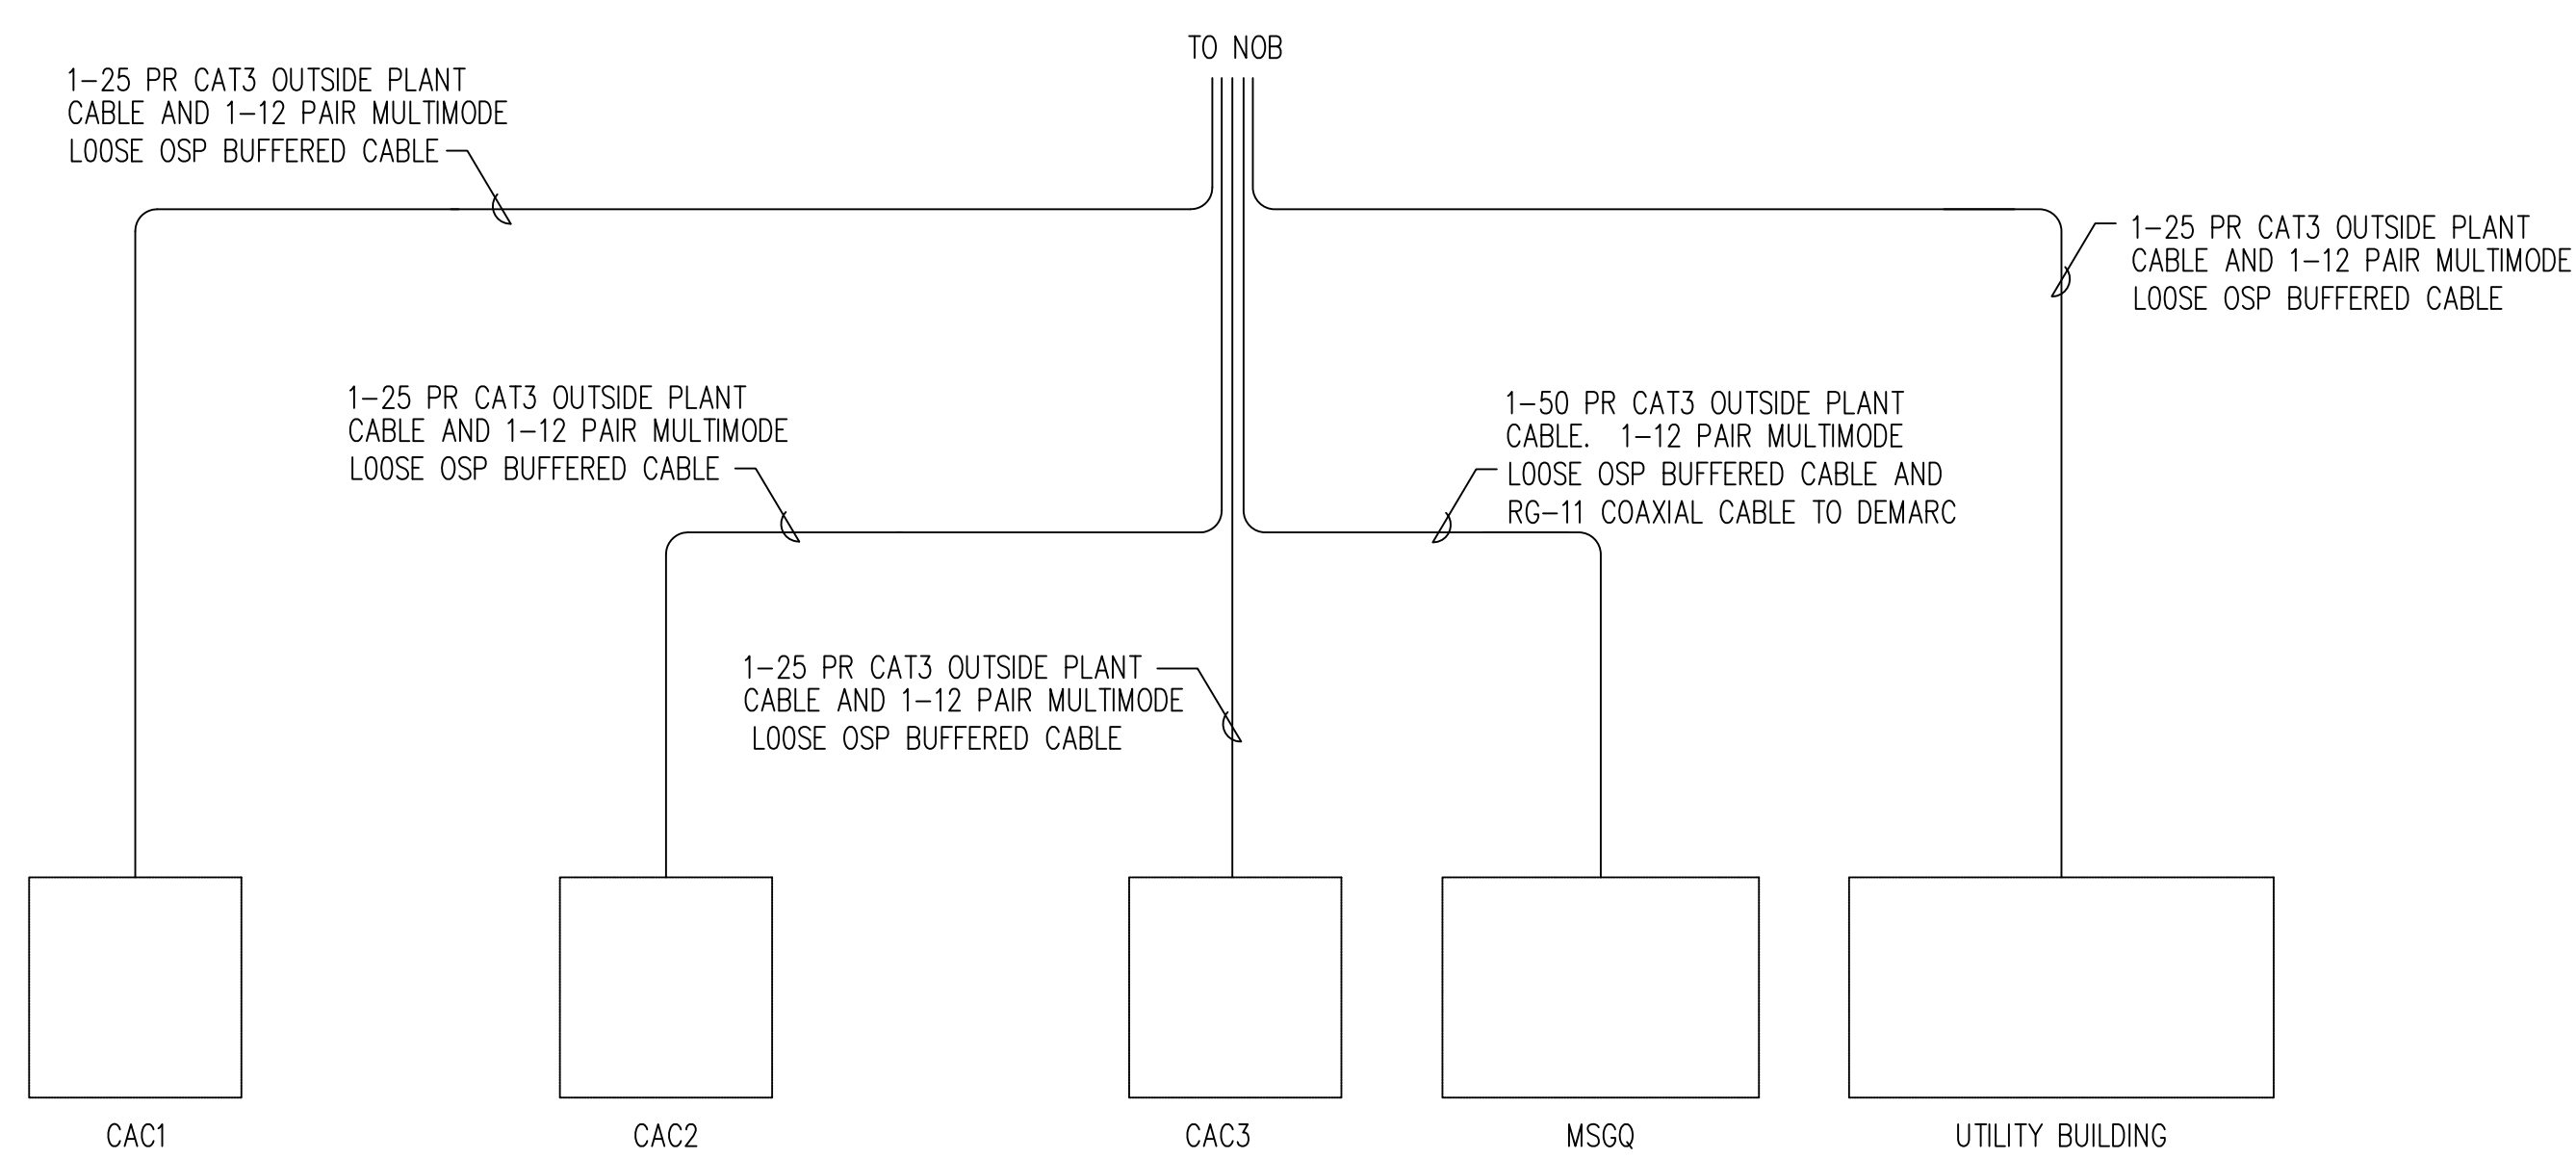 TO NOB
1-25 PR CAT3 OUTSIDE PLANT
CABLE AND 1-12 PAIR MULTIMODE
LOOSE OSP BUFFERED CABLE
1-25 PR CAT3 OUTSIDE PLANT
CABLE AND 1-12 PAIR MULTIMODE
LOOSE OSP BUFFERED CABLE
1-25 PR CAT3 OUTSIDE PLANT
CABLE AND 1-12 PAIR MULTIMODE
LOOSE OSP BUFFERED CABLE
1-50 PR CAT3 OUTSIDE PLANT
CABLE.  1-12 PAIR MULTIMODE
LOOSE OSP BUFFERED CABLE AND
RG-11 COAXIAL CABLE TO DEMARC
1-25 PR CAT3 OUTSIDE PLANT
CABLE AND 1-12 PAIR MULTIMODE
LOOSE OSP BUFFERED CABLE
CAC1
CAC2
CAC3
MSGQ
UTILITY BUILDING